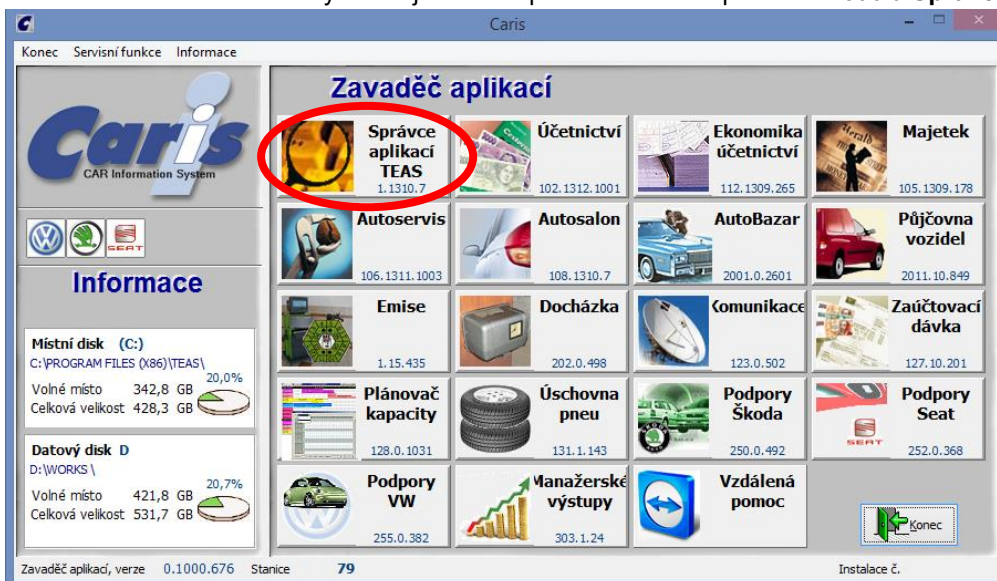 Caris
Konec Servisní funkce Informace
Caris
CAR Information System
SEAT
Informace
Místní disk (C:)
C:\PROGRAM FILES (X86)\TEAS\
20,0%
Volné místo 342,8 GB
Celková velikost 428,3 GB
Datový disk D
D:\WORKS \
20,7%
Volné místo 421,8 GB
Celková velikost 531,7 GB
Zavaděč aplikací
Správce
aplikací
TEAS
1.1310.7
Účetnictví
102.1312.1001
Ekonomika
účetnictví
112.1309.265
Herald
Majetek
105.1309.178
Autoservis
106.1311.1003
Autosalon
108.1310.7
AutoBazar
2001.0.2601
Půjčovna
vozidel
2011.10.849
Emise
1.15.435
Docházka
202.0.498
Komunikace
123.0.502
Zaúčtovací
dávka
127.10.201
Plánovač
kapacity
128.0.1031
Úschovna
pneu
131.1.143
Podpory
Škoda
250.0.492
Podpory
Seat
SEAT
252.0.368
Podpory
VW
255.0.382
Manažerské
výstupy
303.1.24
Vzdálená
pomoc
Konec
Zavaděč aplikací, verze 0.1000.676 Stanice 79 Instalace č.